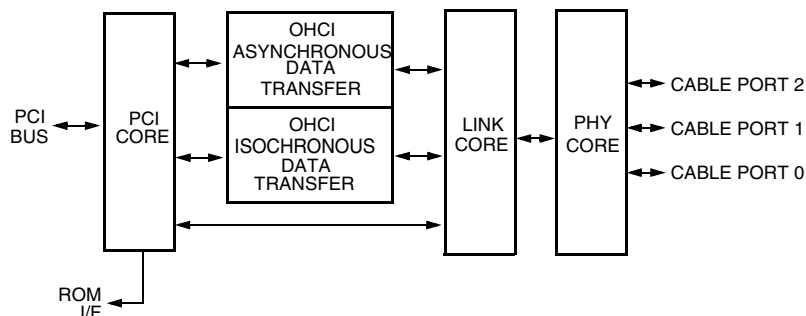 OHCI
ASYNCHRONOUS
DATA
TRANSFER
OHCI
ISOCHRONOUS
DATA
TRANSFER
PCI
BUS
PCI
CORE
LINK
CORE
PHY
CORE
CABLE PORT 2
CABLE PORT 1
CABLE PORT 0
ROM
I/F